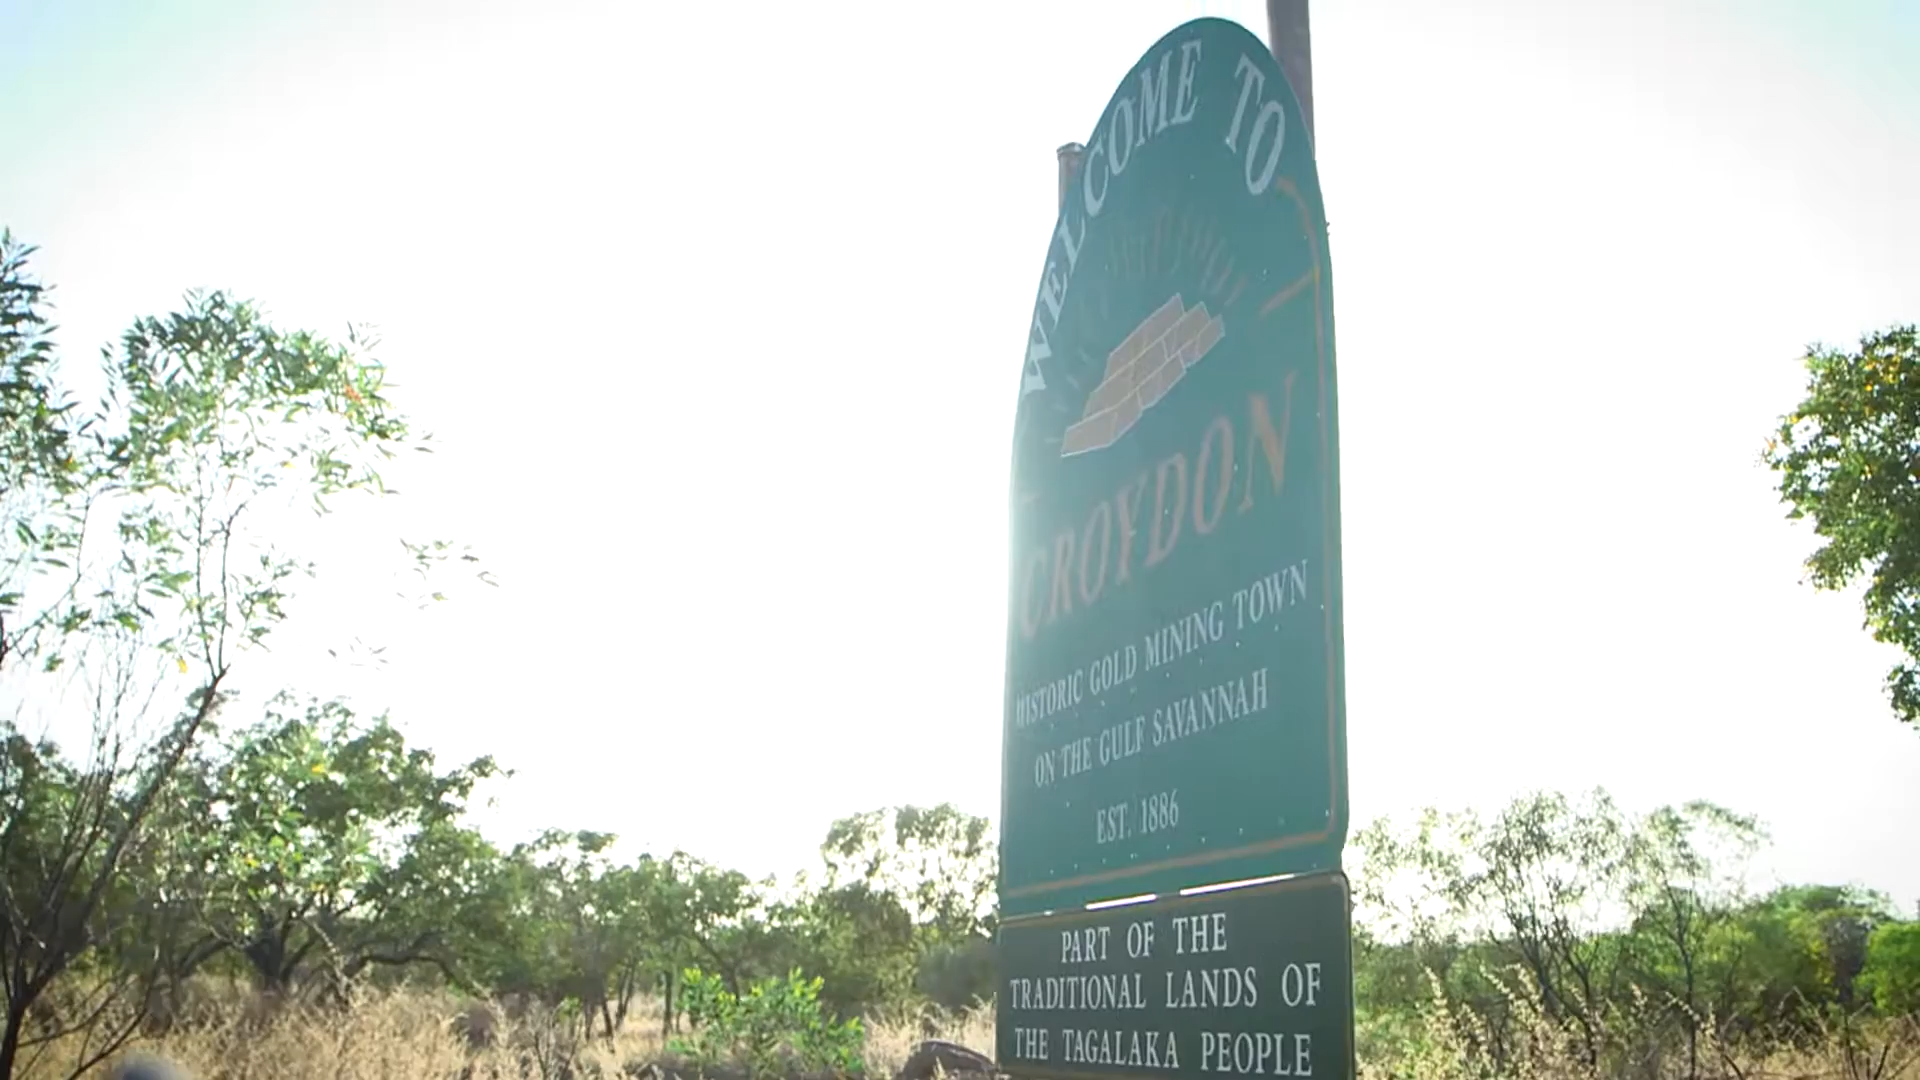 WELCOME TO
CROYDON
HISTORIC GOLD MINING TOWN
ON THE GULF SAVANNAH
EST. 1886
PART OF THE
TRADITIONAL LANDS OF
THE TAGALAKA PEOPLE